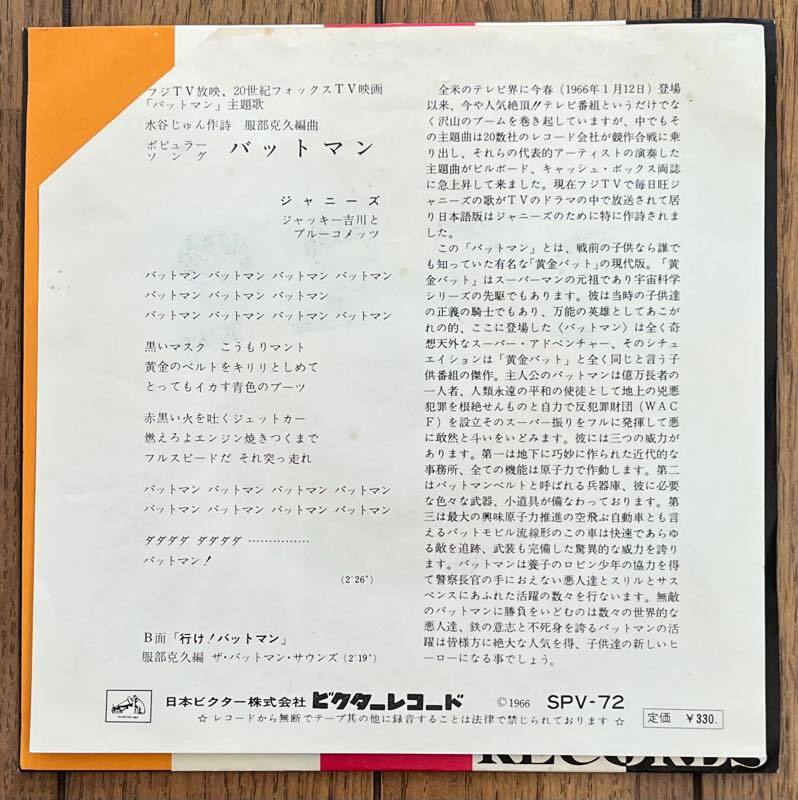 フジTV放映、20世紀フォックスTV映画
「バットマン」主題歌
水谷じゅん作詩　服部克久編曲
ポピュラー
ソング　バットマン
ジャニーズ
ジャッキー吉川と
ブルーコメッツ
バットマン バットマン バットマン バットマン
バットマン バットマン バットマン
バットマン バットマン バットマン バットマン
黒いマスク　こうもりマント
黄金のベルトをキリリとしめて
とってもイカす青色のブーツ
赤黒い火を吐くジェットカー
燃えろよエンジン焼きつくまで
フルスピードだ それ突っ走れ
バットマン バットマン バットマン バットマン
バットマン バットマン バットマン バットマン
ダダダダ ダダダダ ……………
バットマン！
(2′26″)
B面「行け！バットマン」
服部克久編 ザ・バットマン・サウンズ (2′19″)
全米のテレビ界に今春（1966年１月12日）登場
以来、今や人気絶頂!!テレビ番組というだけでな
く沢山のブームを巻き起していますが、中でもそ
の主題曲は20数社のレコード会社が競作合戦に乗
り出し、それらの代表的アーティストの演奏した
主題曲がビルボード、キャッシュ・ボックス両誌
に急上昇して来ました。現在フジTVで毎日旺ジ
ャニーズの歌がTVのドラマの中で放送されて居
り日本語版はジャニーズのために特に作詩されま
した。
この「バットマン」とは、戦前の子供なら誰で
も知っていた有名な「黄金バット」の現代版。「黄
金バット」はスーパーマンの元祖であり宇宙科学
シリーズの先駆でもあります。彼は当時の子供達
の正義の騎士でもあり、万能の英雄としてあこが
れの的、ここに登場した〈バットマン〉は全く奇
想天外なスーパー・アドベンチャー、そのシチュ
エイションは「黄金バット」と全く同じと言う子
供番組の傑作。主人公のバットマンは億万長者の
一人者、人類永遠の平和の使徒として地上の兇悪
犯罪を根絶せんものと自力で反犯罪財団（ＷＡＣ
Ｆ）を設立そのスーパー振りをフルに発揮して悪
に敢然と斗いをいどみます。彼には三つの威力が
あります。第一は地下に巧妙に作られた近代的な
事務所、全ての機能は原子力で作動します。第二
はバットマンベルトと呼ばれる兵器庫、彼に必要
な色々な武器、小道具が備なわっております。第
三は最大の興味原子力推進の空飛ぶ自動車とも言
えるバットモビル流線形のこの車は快速であらゆ
る敵を追跡、武装も完備した驚異的な威力を誇り
ます。バットマンは養子のロビン少年の協力を得
て警察長官の手におえない悪人達とスリルとサス
ペンスにあふれた活躍の数々を行ないます。無敵
のバットマンに勝負をいどむのは数々の世界的な
悪人達、鉄の意志と不死身を誇るバットマンの活
躍は皆様方に絶大な人気を得、子供達の新しいヒ
ーローになる事でしょう。
日本ビクター株式会社 ビクターレコード ©1966 SPV-72
☆ レコードから無断でテープ其の他に録音することは法律で禁じられております ☆
定価 ￥330.
RECORDS